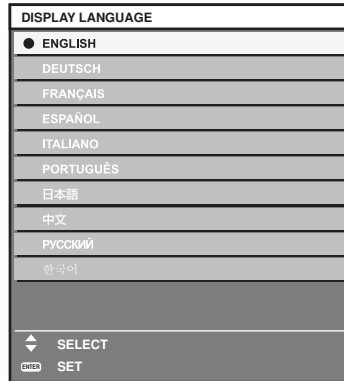 DISPLAY LANGUAGE
ENGLISH
DEUTSCH
FRANÇAIS
ESPAÑOL
ITALIANO
PORTUGUÊS
日本語
中文
РУССКИЙ
한국어
SELECT
ENTER SET